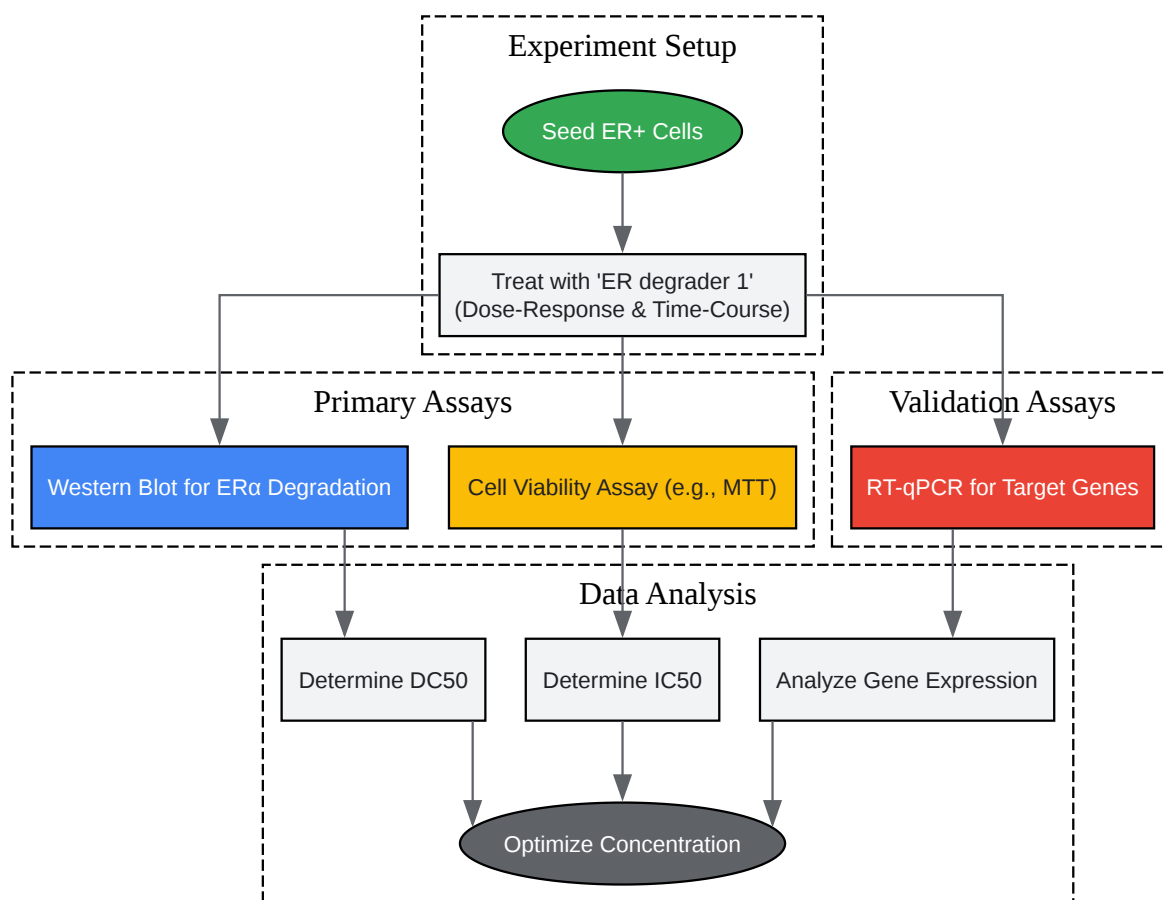 Experiment Setup
Seed ER+ Cells
Treat with 'ER degrader 1'
(Dose-Response & Time-Course)
Primary Assays
Validation Assays
Western Blot for ERα Degradation
Cell Viability Assay (e.g., MTT)
RT-qPCR for Target Genes
Data Analysis
Determine DC50
Determine IC50
Analyze Gene Expression
Optimize Concentration